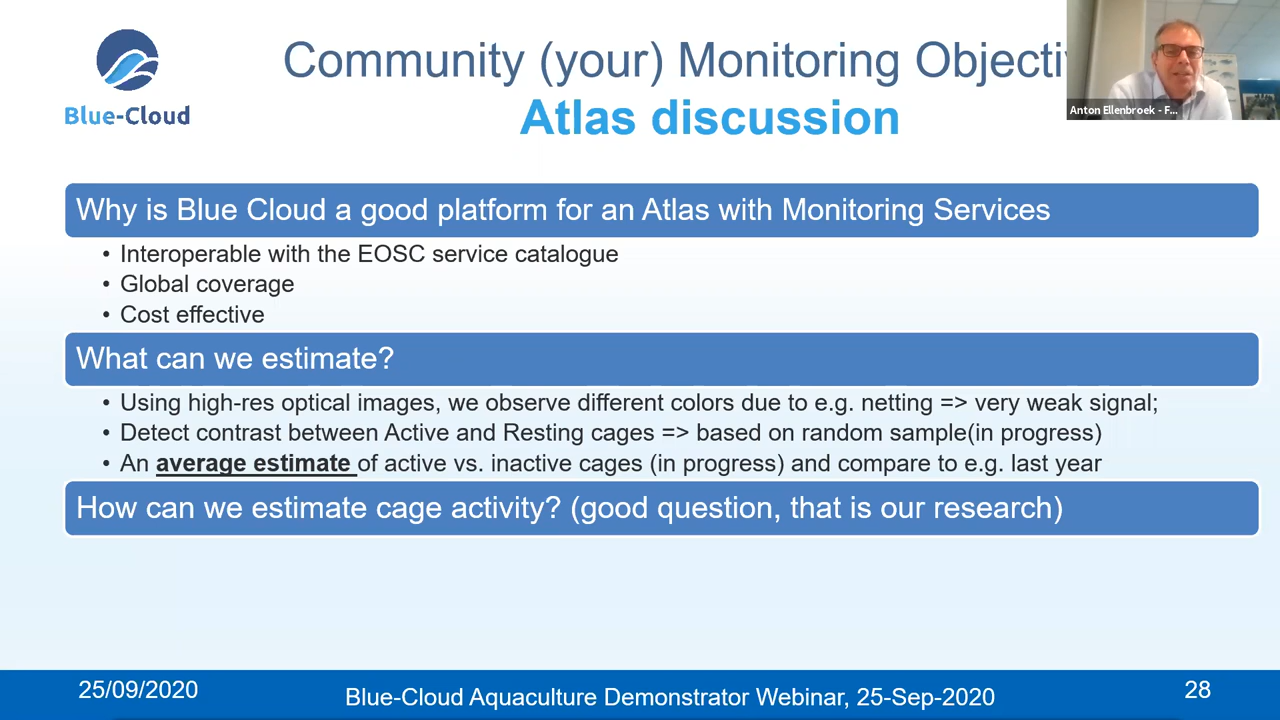 Blue-Cloud
Community (your) Monitoring Objecti
Atlas discussion
Anton Ellenbroek - F...
Why is Blue Cloud a good platform for an Atlas with Monitoring Services
• Interoperable with the EOSC service catalogue
• Global coverage
• Cost effective
What can we estimate?
• Using high-res optical images, we observe different colors due to e.g. netting => very weak signal;
• Detect contrast between Active and Resting cages => based on random sample(in progress)
• An average estimate of active vs. inactive cages (in progress) and compare to e.g. last year
How can we estimate cage activity? (good question, that is our research)
25/09/2020
Blue-Cloud Aquaculture Demonstrator Webinar, 25-Sep-2020
28